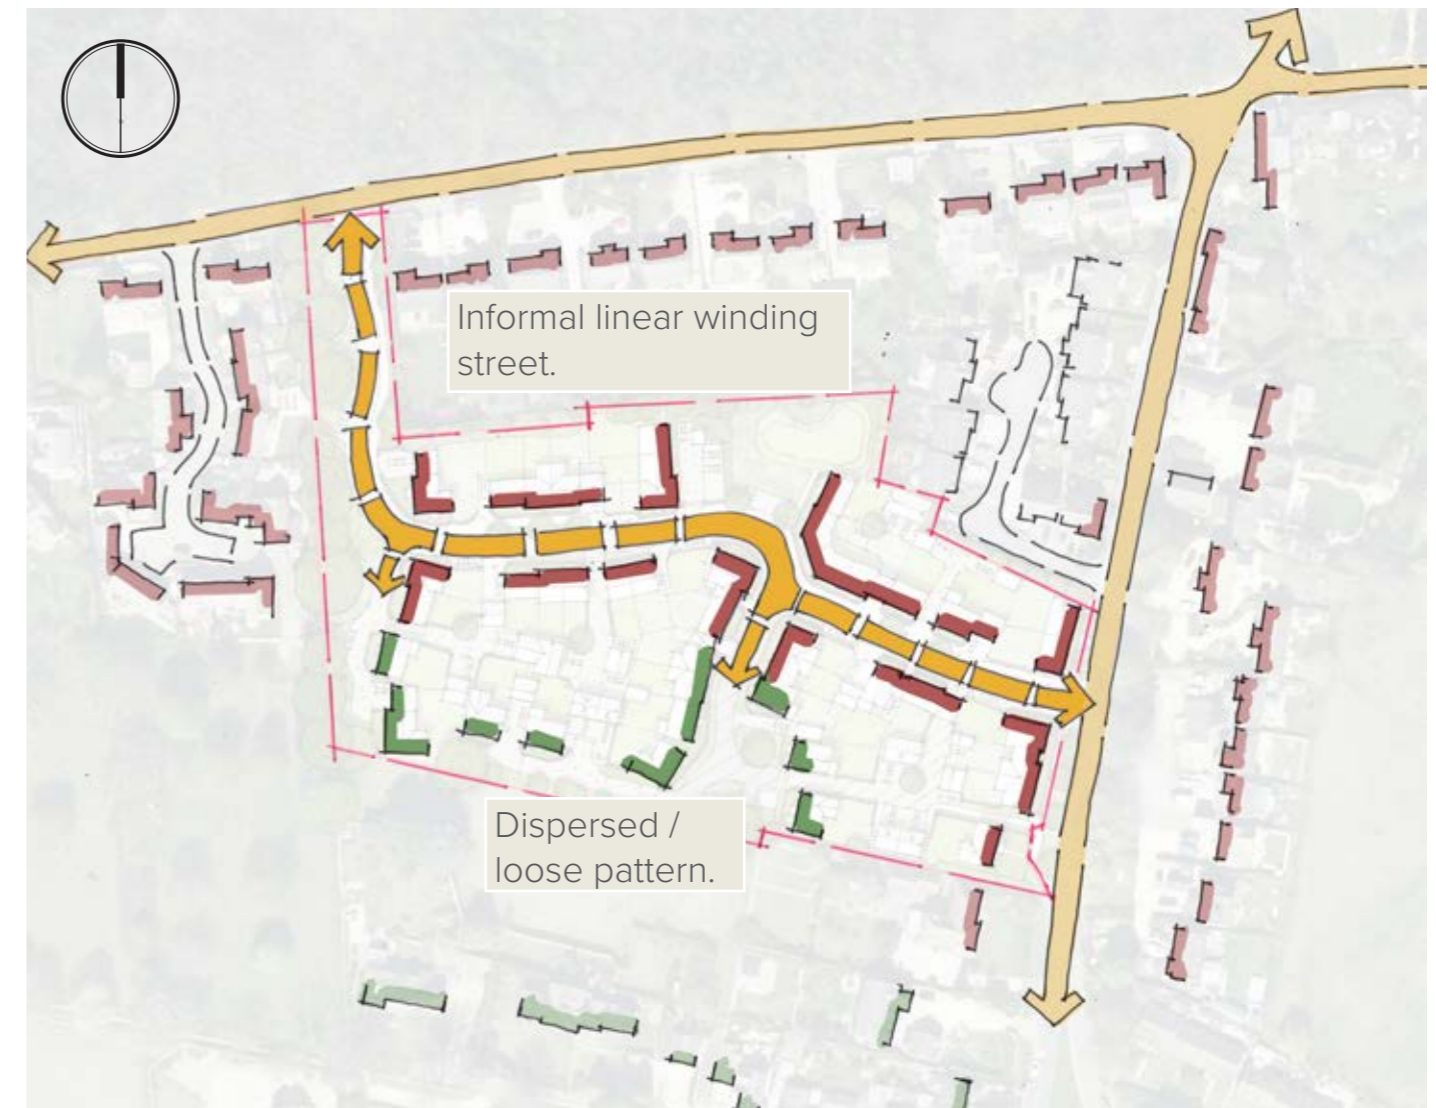 Informal linear winding
street.
Dispersed /
loose pattern.